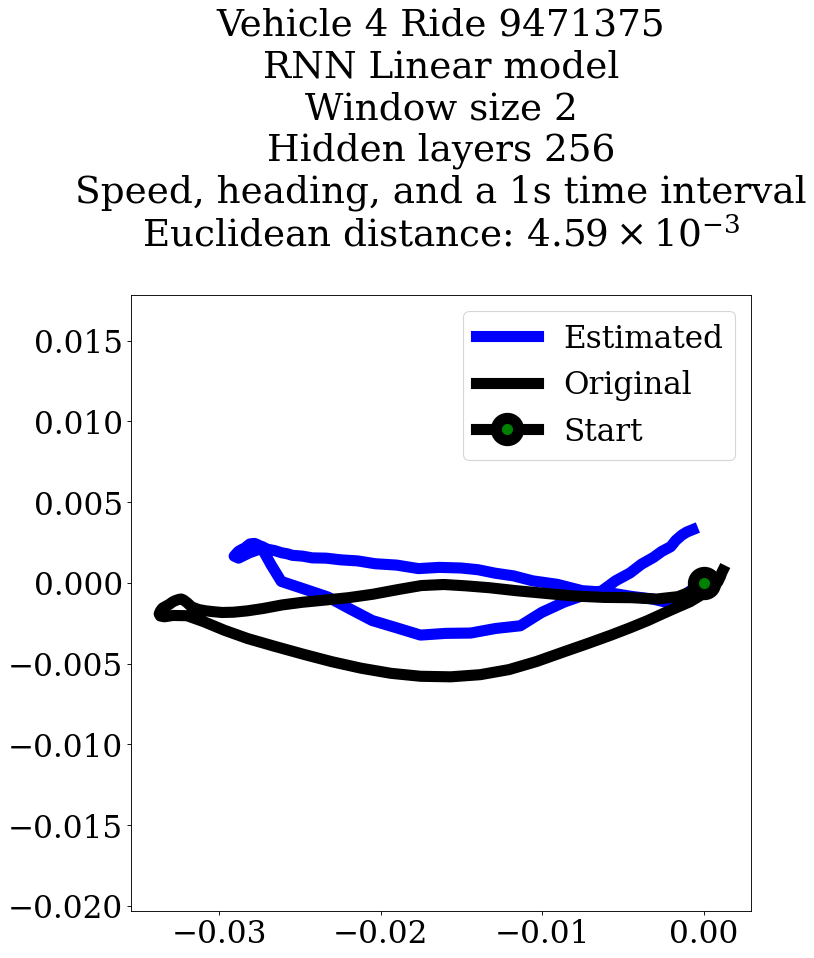 Vehicle 4 Ride 9471375
RNN Linear model
Window size 2
Hidden layers 256
Speed, heading, and a 1s time interval
Euclidean distance: 4.59 × 10⁻³
Estimated
Original
Start
0.015
0.010
0.005
0.000
−0.005
−0.010
−0.015
−0.020
−0.03
−0.02
−0.01
0.00